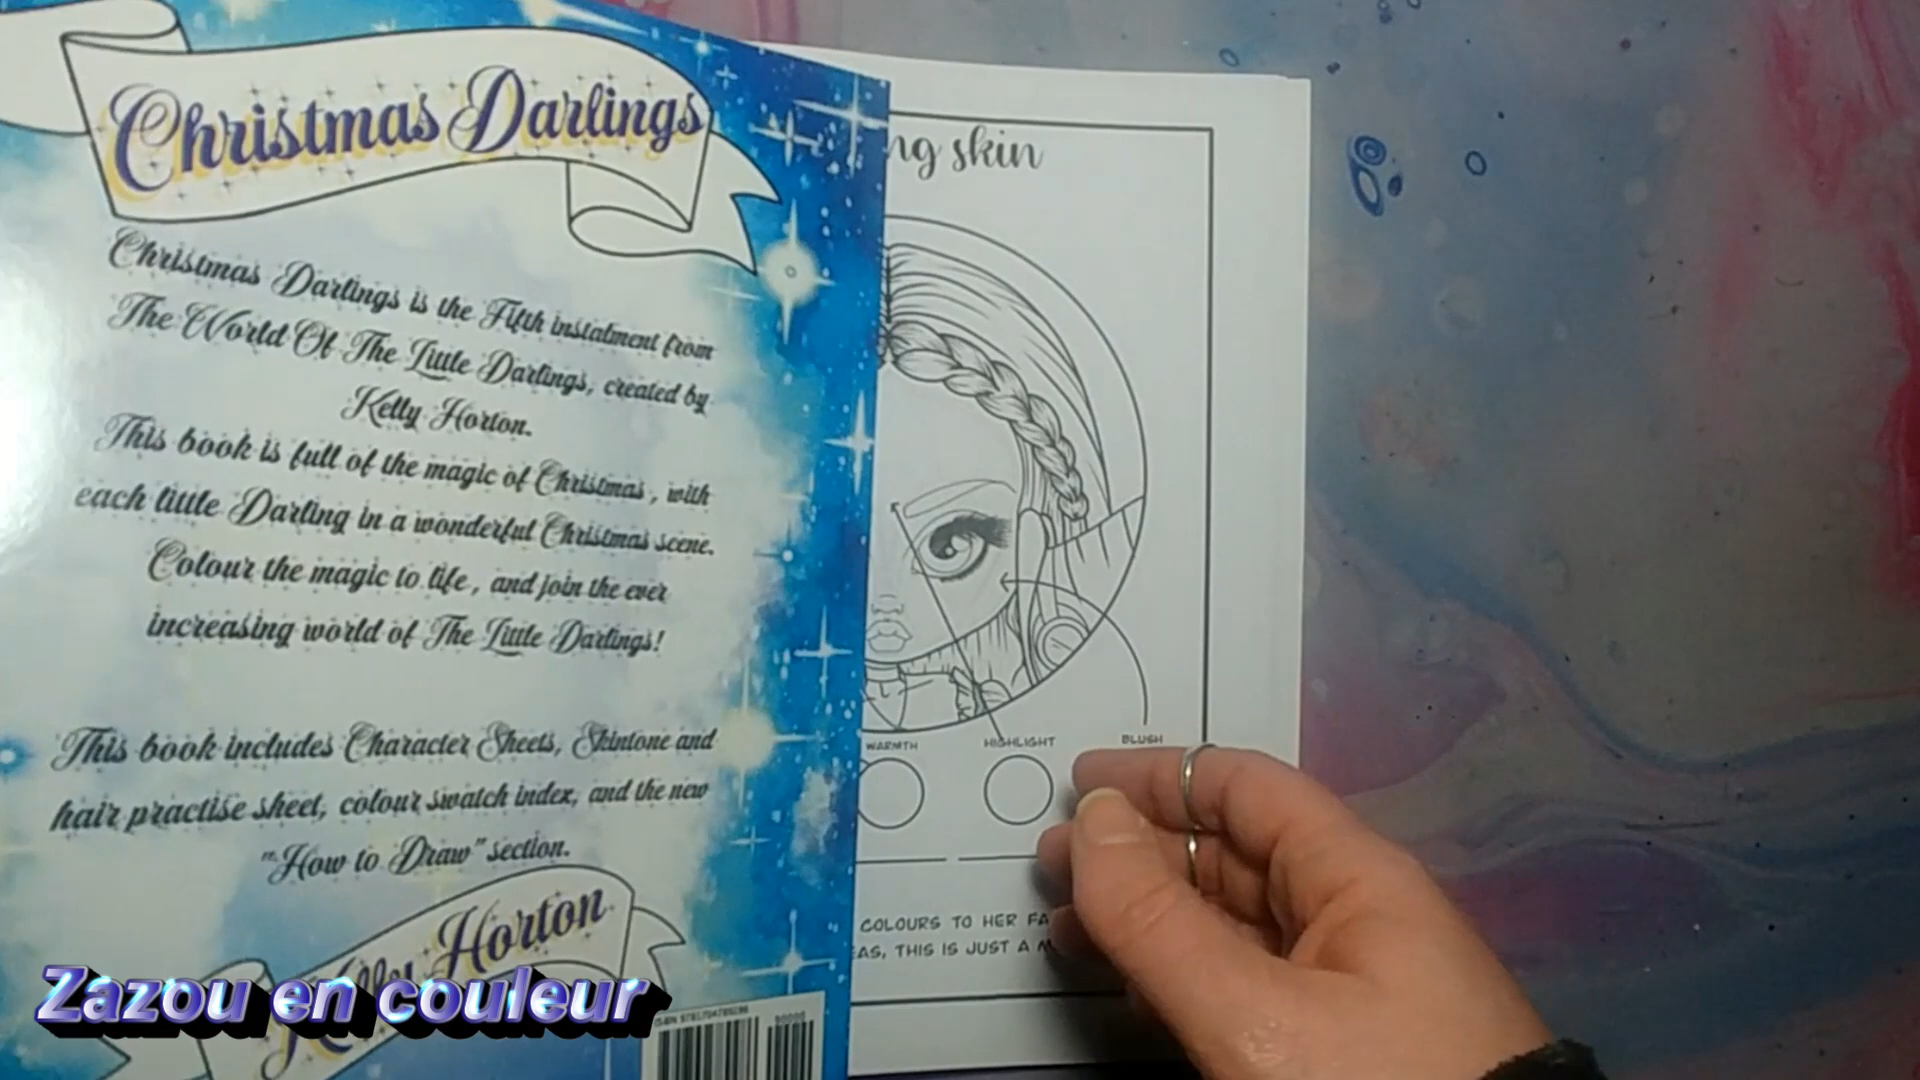 Christmas Darlings
Christmas Darlings is the Fifth instalment from
The World Of The Little Darlings, created by
Kelly Horton.
This book is full of the magic of Christmas, with
each little Darling in a wonderful Christmas scene.
Colour the magic to life, and join the ever
increasing world of The Little Darlings!
This book includes Character Sheets, Skintone and
hair practise sheet, colour swatch index, and the new
"How to Draw" section.
Kelly Horton
Zazou en couleur
ISBN
90000
ng skin
WARMTH
HIGHLIGHT
BLUSH
COLOURS TO HER FA
EAS, THIS IS JUST A